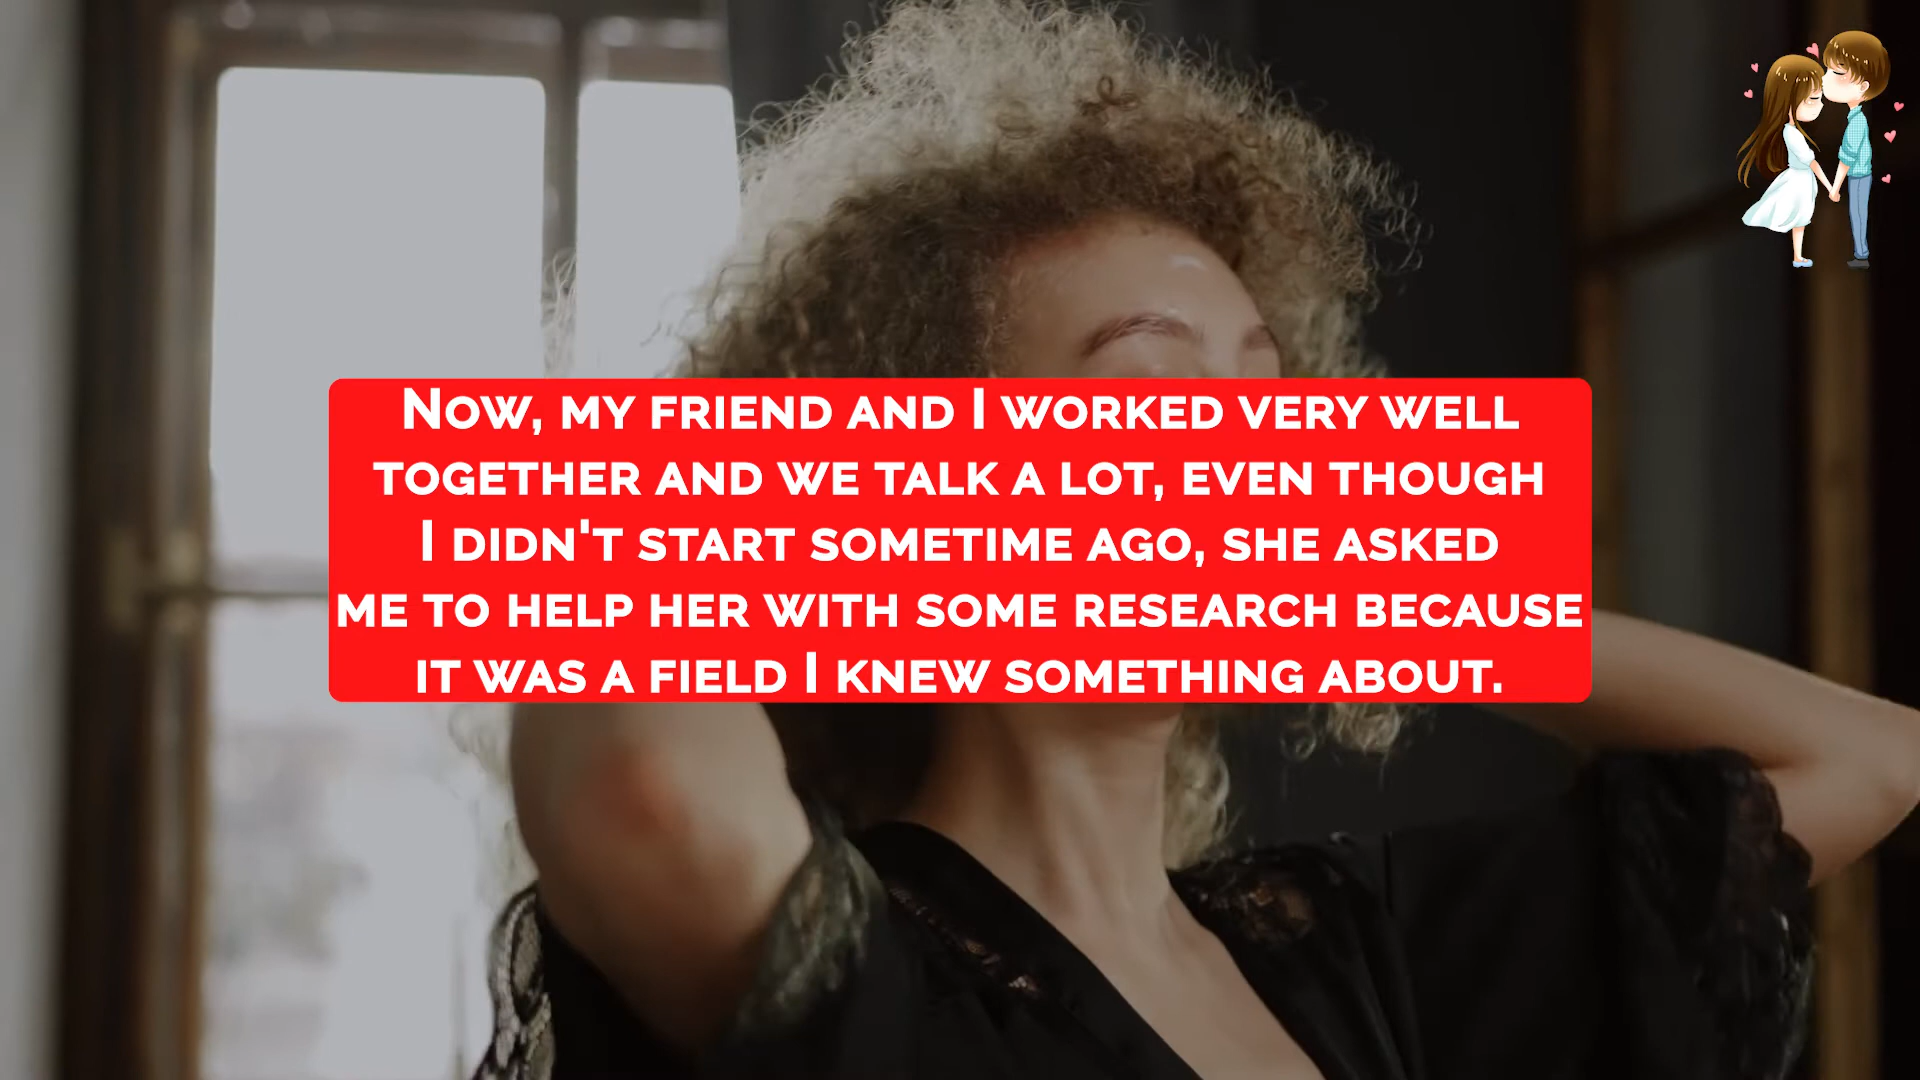 Now, my friend and I worked very well
together and we talk a lot, even though
I didn't start sometime ago, she asked
me to help her with some research because
it was a field I knew something about.